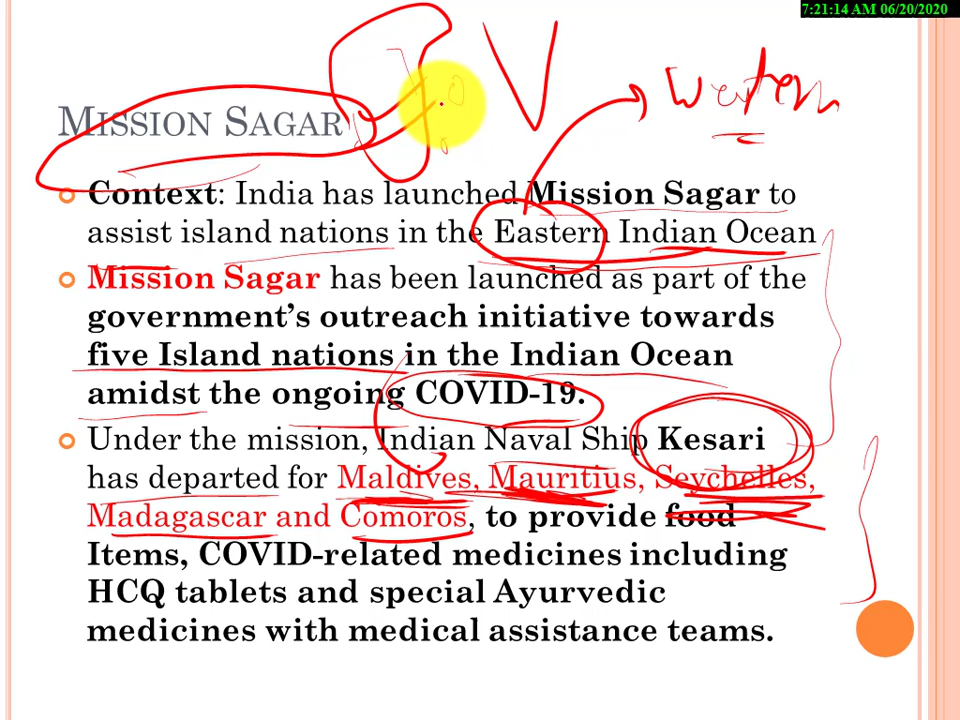 7:21:14 AM 06/20/2020
V
Western
MISSION SAGAR
Context: India has launched Mission Sagar to
assist island nations in the Eastern Indian Ocean
Mission Sagar has been launched as part of the
government's outreach initiative towards
five Island nations in the Indian Ocean
amidst the ongoing COVID-19.
Under the mission, Indian Naval Ship Kesari
has departed for Maldives, Mauritius, Seychelles,
Madagascar and Comoros, to provide food
Items, COVID-related medicines including
HCQ tablets and special Ayurvedic
medicines with medical assistance teams.